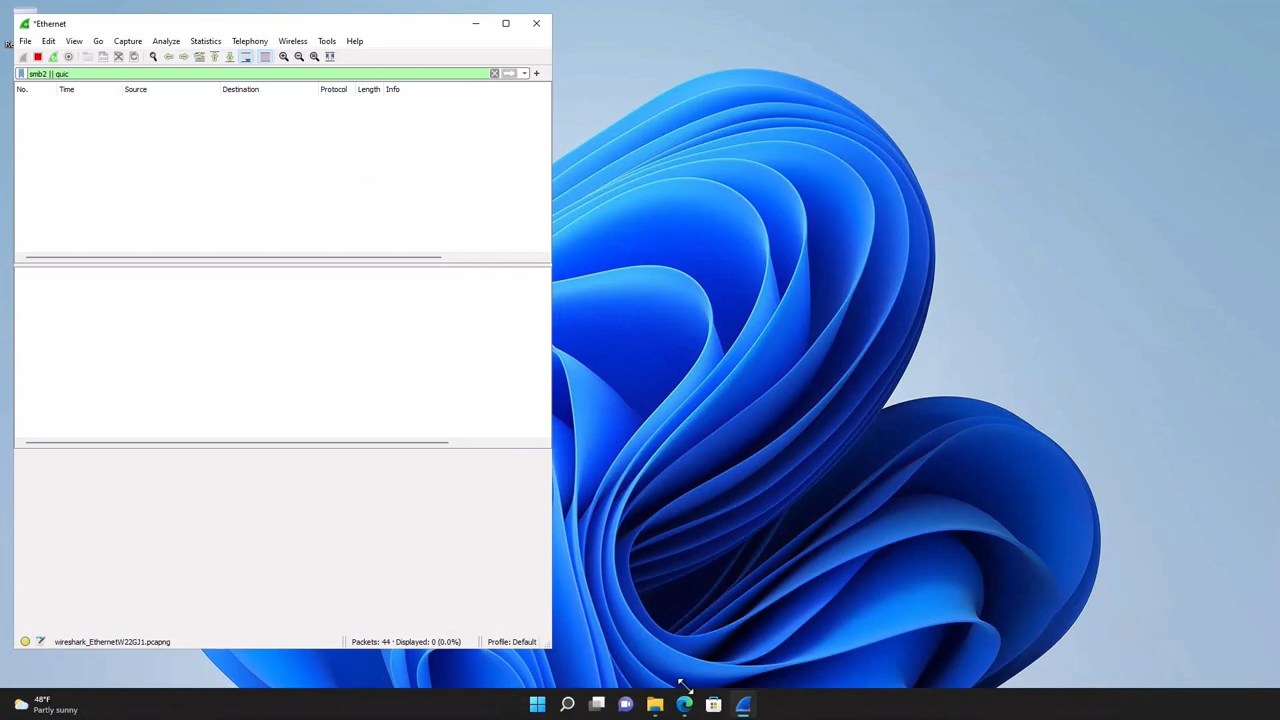 *Ethernet
File Edit View Go Capture Analyze Statistics Telephony Wireless Tools Help
smb2 || quic
No. Time Source Destination Protocol Length Info
wireshark_EthernetW22GJ1.pcapng Packets: 44 · Displayed: 0 (0.0%) Profile: Default
48°F
Partly sunny